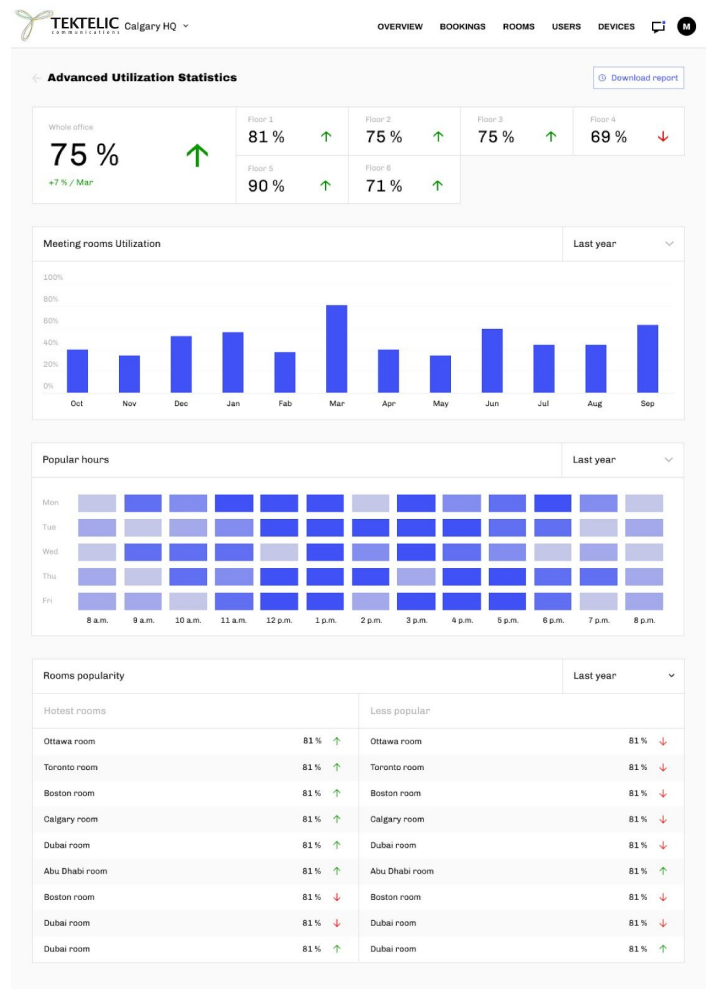 TEKTELIC
communications
Calgary HQ
OVERVIEW BOOKINGS ROOMS USERS DEVICES M
Advanced Utilization Statistics
Download report
Whole office
75 %
+7 % / Mar
Floor 1
81 %
Floor 2
75 %
Floor 3
75 %
Floor 4
69 %
Floor 5
90 %
Floor 6
71 %
Meeting rooms Utilization
Last year
100%
80%
60%
40%
20%
0%
Oct Nov Dec Jan Fab Mar Apr May Jun Jul Aug Sep
Popular hours
Last year
Mon
Tue
Wed
Thu
Fri
8 a.m. 9 a.m. 10 a.m. 11 a.m. 12 p.m. 1 p.m. 2 p.m. 3 p.m. 4 p.m. 5 p.m. 6 p.m. 7 p.m. 8 p.m.
Rooms popularity
Last year
Hotest rooms
Ottawa room 81 %
Toronto room 81 %
Boston room 81 %
Calgary room 81 %
Dubai room 81 %
Abu Dhabi room 81 %
Boston room 81 %
Dubai room 81 %
Dubai room 81 %
Less popular
Ottawa room 81 %
Toronto room 81 %
Boston room 81 %
Calgary room 81 %
Dubai room 81 %
Abu Dhabi room 81 %
Boston room 81 %
Dubai room 81 %
Dubai room 81 %